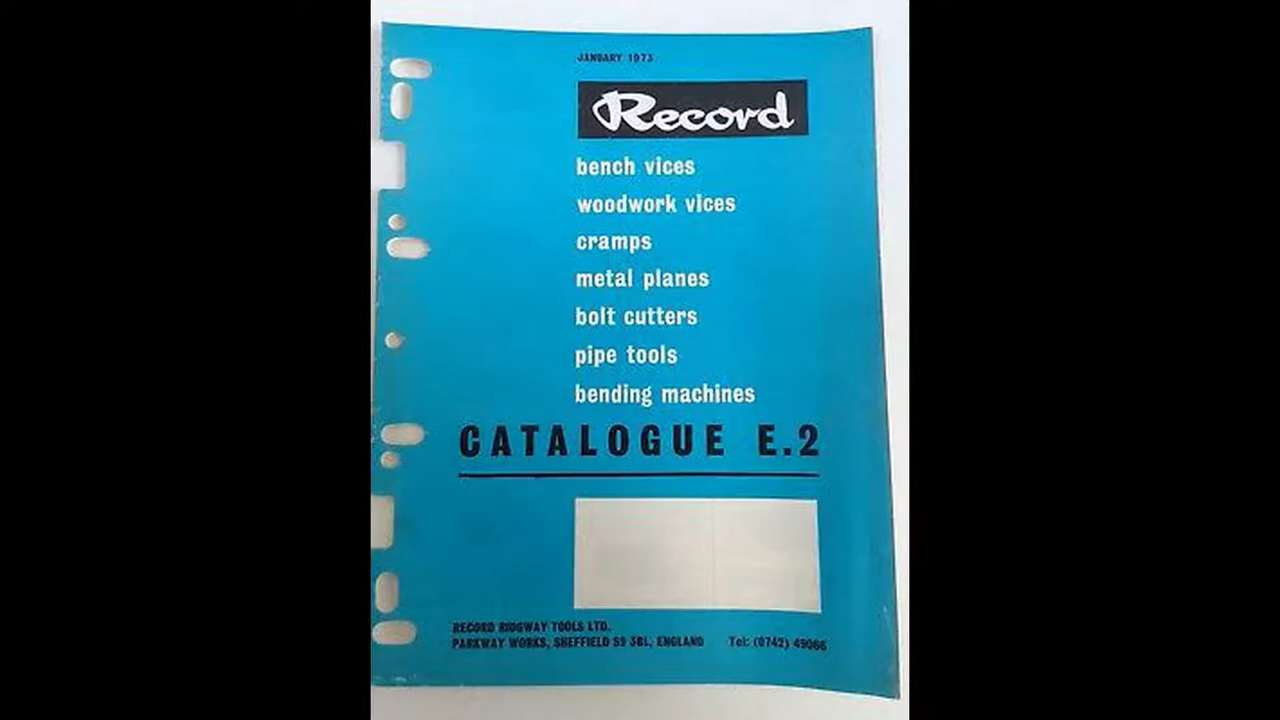 JANUARY 1973
Record
bench vices
woodwork vices
cramps
metal planes
bolt cutters
pipe tools
bending machines
CATALOGUE E.2
RECORD RIDGWAY TOOLS LTD.
PARKWAY WORKS, SHEFFIELD S9 3BL, ENGLAND Tel: (0742) 49066